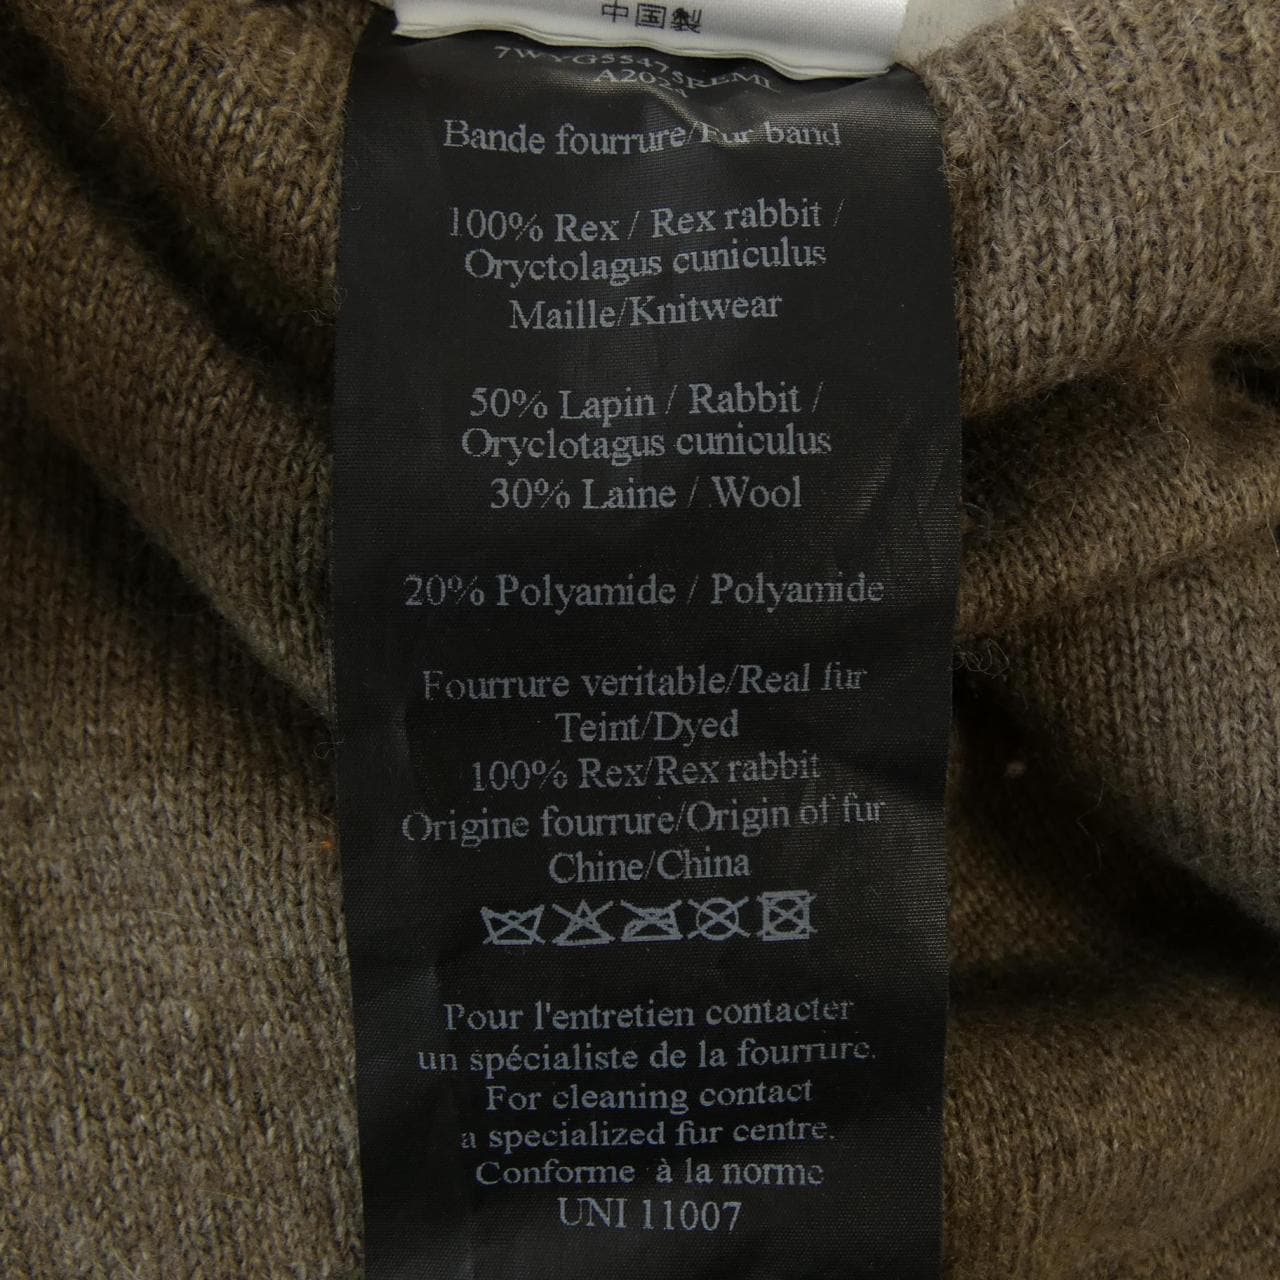 中国製
7WYG55475REMI
A2021
Bande fourrure/Fur band
100% Rex / Rex rabbit /
Oryctolagus cuniculus
Maille/Knitwear
50% Lapin / Rabbit /
Oryclotagus cuniculus
30% Laine / Wool
20% Polyamide / Polyamide
Fourrure veritable/Real fur
Teint/Dyed
100% Rex/Rex rabbit
Origine fourrure/Origin of fur
Chine/China
Pour l'entretien contacter
un spécialiste de la fourrure.
For cleaning contact
a specialized fur centre.
Conforme à la norme
UNI 11007